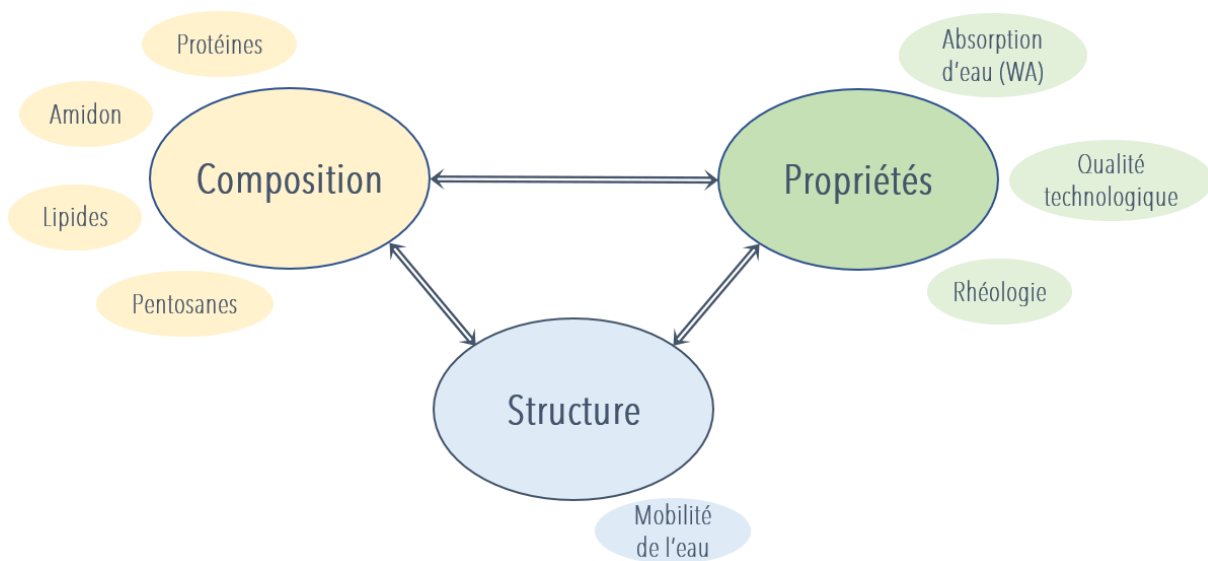 Protéines
Amidon
Lipides
Pentosanes
Composition
Propriétés
Absorption
d'eau (WA)
Qualité
technologique
Rhéologie
Structure
Mobilité
de l'eau